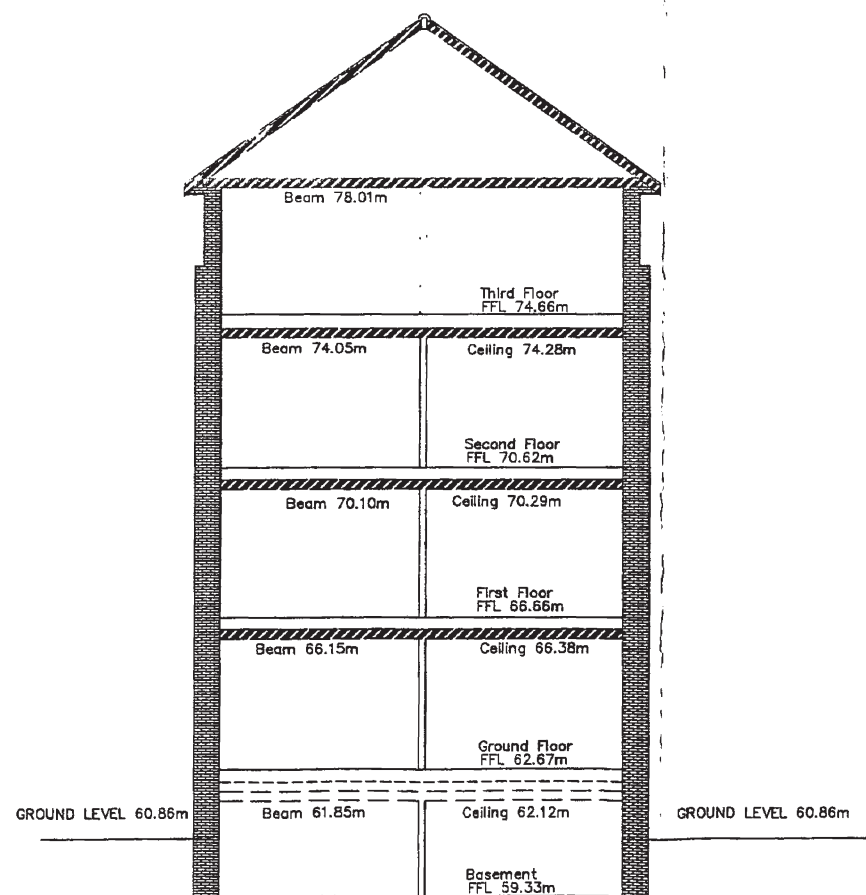 Beam 78.01m
Third Floor
FFL 74.66m
Beam 74.05m
Ceiling 74.28m
Second Floor
FFL 70.62m
Beam 70.10m
Ceiling 70.29m
First Floor
FFL 66.66m
Beam 66.15m
Ceiling 66.38m
Ground Floor
FFL 62.67m
GROUND LEVEL 60.86m
Beam 61.85m
Ceiling 62.12m
GROUND LEVEL 60.86m
Basement
FFL 59.33m